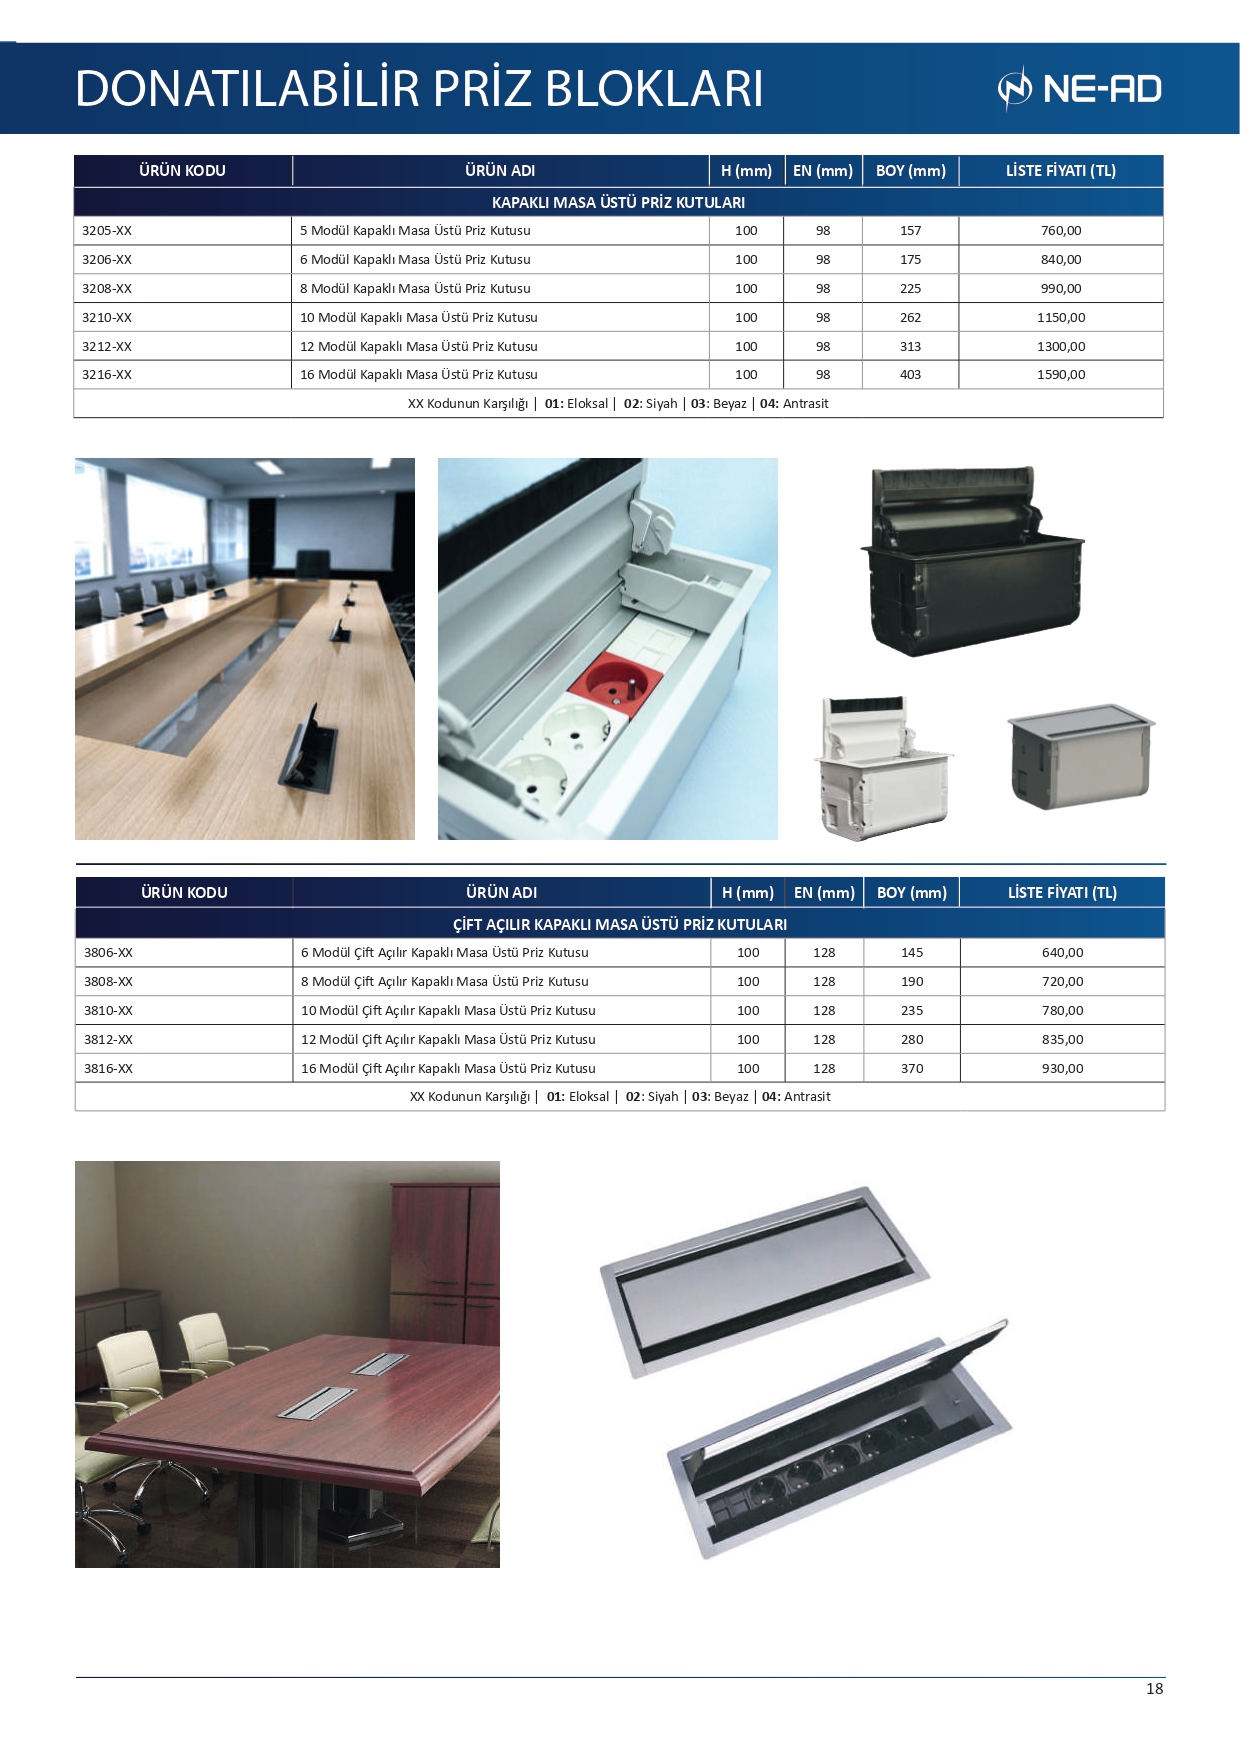 DONATILABİLİR PRİZ BLOKLARI
NE-AD
ÜRÜN KODU ÜRÜN ADI H (mm) EN (mm) BOY (mm) LİSTE FİYATI (TL)
KAPAKLI MASA ÜSTÜ PRİZ KUTULARI
3205-XX 5 Modül Kapaklı Masa Üstü Priz Kutusu 100 98 157 760,00
3206-XX 6 Modül Kapaklı Masa Üstü Priz Kutusu 100 98 175 840,00
3208-XX 8 Modül Kapaklı Masa Üstü Priz Kutusu 100 98 225 990,00
3210-XX 10 Modül Kapaklı Masa Üstü Priz Kutusu 100 98 262 1150,00
3212-XX 12 Modül Kapaklı Masa Üstü Priz Kutusu 100 98 313 1300,00
3216-XX 16 Modül Kapaklı Masa Üstü Priz Kutusu 100 98 403 1590,00
XX Kodunun Karşılığı | 01: Eloksal | 02: Siyah | 03: Beyaz | 04: Antrasit
ÜRÜN KODU ÜRÜN ADI H (mm) EN (mm) BOY (mm) LİSTE FİYATI (TL)
ÇİFT AÇILIR KAPAKLI MASA ÜSTÜ PRİZ KUTULARI
3806-XX 6 Modül Çift Açılır Kapaklı Masa Üstü Priz Kutusu 100 128 145 640,00
3808-XX 8 Modül Çift Açılır Kapaklı Masa Üstü Priz Kutusu 100 128 190 720,00
3810-XX 10 Modül Çift Açılır Kapaklı Masa Üstü Priz Kutusu 100 128 235 780,00
3812-XX 12 Modül Çift Açılır Kapaklı Masa Üstü Priz Kutusu 100 128 280 835,00
3816-XX 16 Modül Çift Açılır Kapaklı Masa Üstü Priz Kutusu 100 128 370 930,00
XX Kodunun Karşılığı | 01: Eloksal | 02: Siyah | 03: Beyaz | 04: Antrasit
18